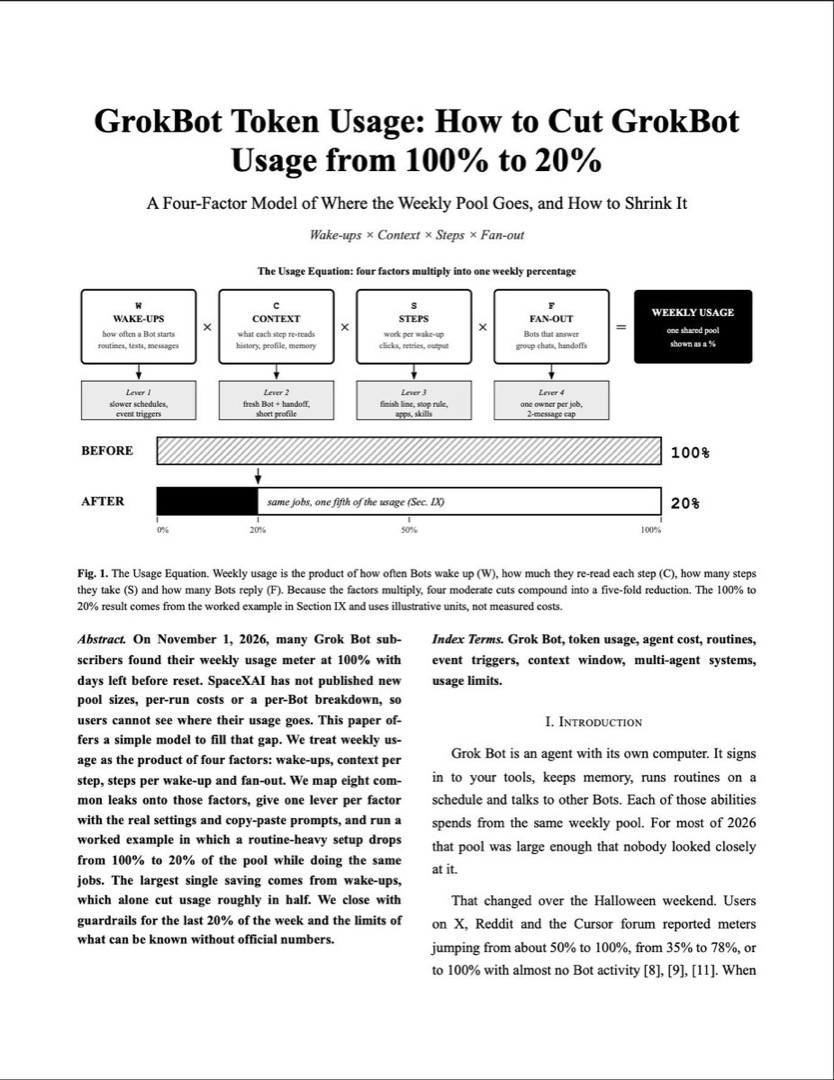 GrokBot Token Usage: How to Cut GrokBot
Usage from 100% to 20%
A Four-Factor Model of Where the Weekly Pool Goes, and How to Shrink It
Wake-ups × Context × Steps × Fan-out
The Usage Equation: four factors multiply into one weekly percentage
W
WAKE-UPS
how often a Bot starts
routines, tests, messages
×
C
CONTEXT
what each step re-reads
history, profile, memory
×
S
STEPS
work per wake-up
clicks, retries, output
×
F
FAN-OUT
Bots that answer
group chats, handoffs
=
WEEKLY USAGE
one shared pool
shown as a %
Lever 1
slower schedules,
event triggers
Lever 2
fresh Bot + handoff,
short profile
Lever 3
finish line, stop rule,
apps, skills
Lever 4
one owner per job,
2-message cap
BEFORE
100%
AFTER
same jobs, one fifth of the usage (Sec. IX)
20%
0%
20%
50%
100%
Fig. 1. The Usage Equation. Weekly usage is the product of how often Bots wake up (W), how much they re-read each step (C), how many steps
they take (S) and how many Bots reply (F). Because the factors multiply, four moderate cuts compound into a five-fold reduction. The 100% to
20% result comes from the worked example in Section IX and uses illustrative units, not measured costs.
Abstract. On November 1, 2026, many Grok Bot sub-
scribers found their weekly usage meter at 100% with
days left before reset. SpaceXAI has not published new
pool sizes, per-run costs or a per-Bot breakdown, so
users cannot see where their usage goes. This paper of-
fers a simple model to fill that gap. We treat weekly us-
age as the product of four factors: wake-ups, context per
step, steps per wake-up and fan-out. We map eight com-
mon leaks onto those factors, give one lever per factor
with the real settings and copy-paste prompts, and run a
worked example in which a routine-heavy setup drops
from 100% to 20% of the pool while doing the same
jobs. The largest single saving comes from wake-ups,
which alone cut usage roughly in half. We close with
guardrails for the last 20% of the week and the limits of
what can be known without official numbers.
Index Terms. Grok Bot, token usage, agent cost, routines,
event triggers, context window, multi-agent systems,
usage limits.
I. INTRODUCTION
Grok Bot is an agent with its own computer. It signs
in to your tools, keeps memory, runs routines on a
schedule and talks to other Bots. Each of those abilities
spends from the same weekly pool. For most of 2026
that pool was large enough that nobody looked closely
at it.
That changed over the Halloween weekend. Users
on X, Reddit and the Cursor forum reported meters
jumping from about 50% to 100%, from 35% to 78%, or
to 100% with almost no Bot activity [8], [9], [11]. When